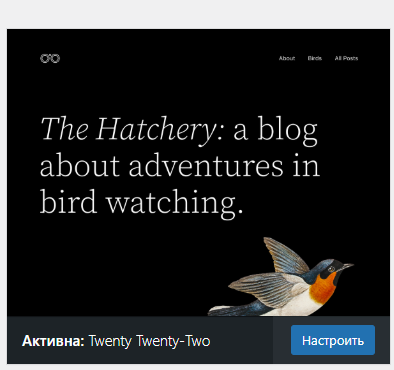 About Birds All Posts
The Hatchery: a blog
about adventures in
bird watching.
Активна: Twenty Twenty-Two
Настроить